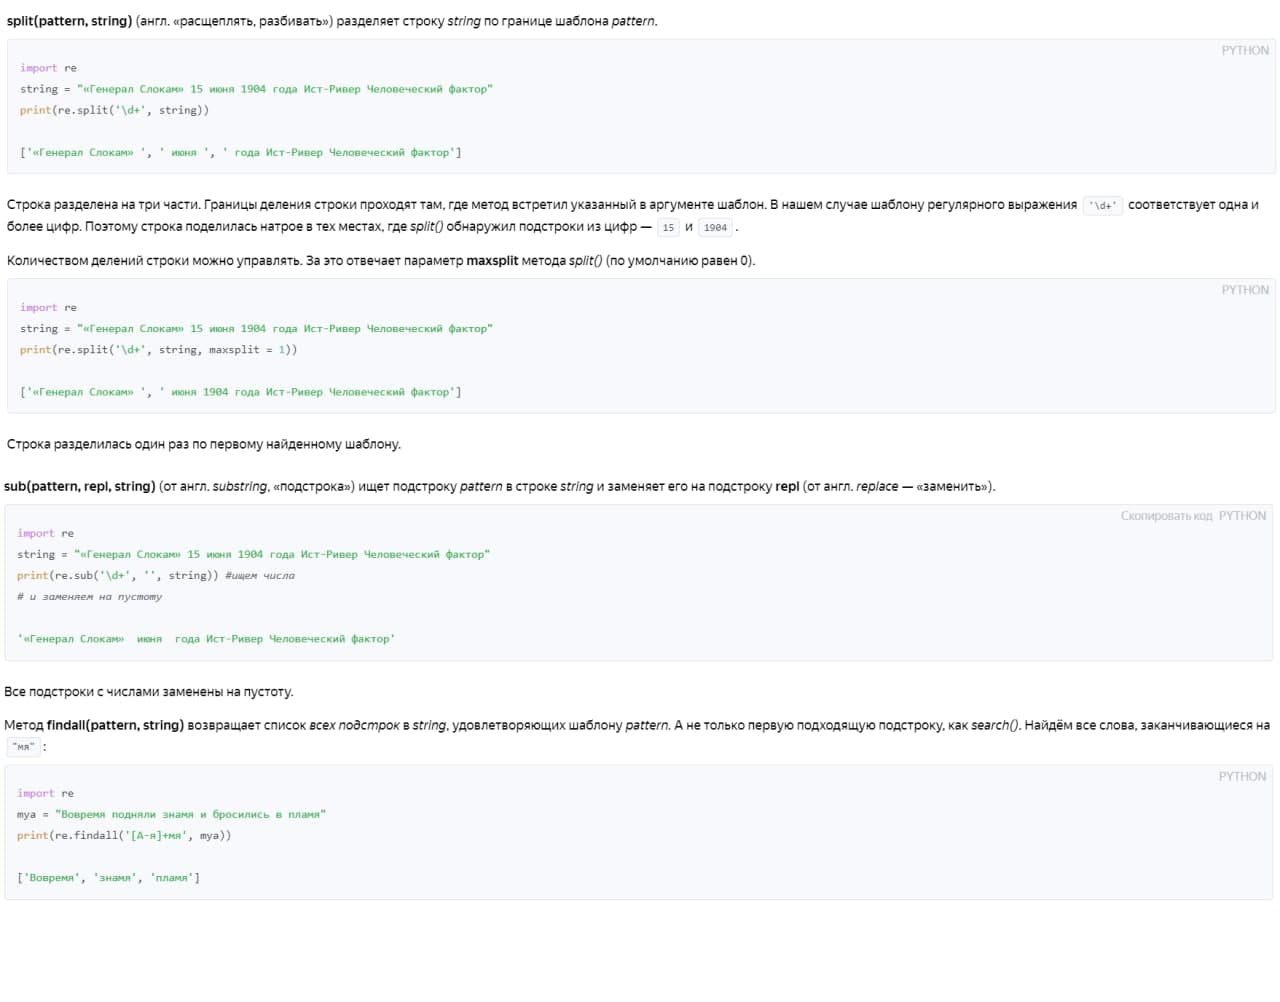 split(pattern, string) (англ. «расщеплять, разбивать») разделяет строку string по границе шаблона pattern.
PYTHON
import re
string = "«Генерал Слокам» 15 июня 1904 года Ист-Ривер Человеческий фактор"
print(re.split('\d+', string))
['«Генерал Слокам» ', ' июня ', ' года Ист-Ривер Человеческий фактор']
Строка разделена на три части. Границы деления строки проходят там, где метод встретил указанный в аргументе шаблон. В нашем случае шаблону регулярного выражения '\d+' соответствует одна и
более цифр. Поэтому строка поделилась натрое в тех местах, где split() обнаружил подстроки из цифр — 15 и 1904 .
Количеством делений строки можно управлять. За это отвечает параметр maxsplit метода split() (по умолчанию равен 0).
PYTHON
import re
string = "«Генерал Слокам» 15 июня 1904 года Ист-Ривер Человеческий фактор"
print(re.split('\d+', string, maxsplit = 1))
['«Генерал Слокам» ', ' июня 1904 года Ист-Ривер Человеческий фактор']
Строка разделилась один раз по первому найденному шаблону.
sub(pattern, repl, string) (от англ. substring, «подстрока») ищет подстроку pattern в строке string и заменяет его на подстроку repl (от англ. replace — «заменить»).
Скопировать код PYTHON
import re
string = "«Генерал Слокам» 15 июня 1904 года Ист-Ривер Человеческий фактор"
print(re.sub('\d+', '', string)) #ищем числа
# и заменяем на пустоту
'«Генерал Слокам»  июня  года Ист-Ривер Человеческий фактор'
Все подстроки с числами заменены на пустоту.
Метод findall(pattern, string) возвращает список всех подстрок в string, удовлетворяющих шаблону pattern. А не только первую подходящую подстроку, как search(). Найдём все слова, заканчивающиеся на
"мя" :
PYTHON
import re
mya = "Вовремя подняли знамя и бросились в пламя"
print(re.findall('[А-я]+мя', mya))
['Вовремя', 'знамя', 'пламя']